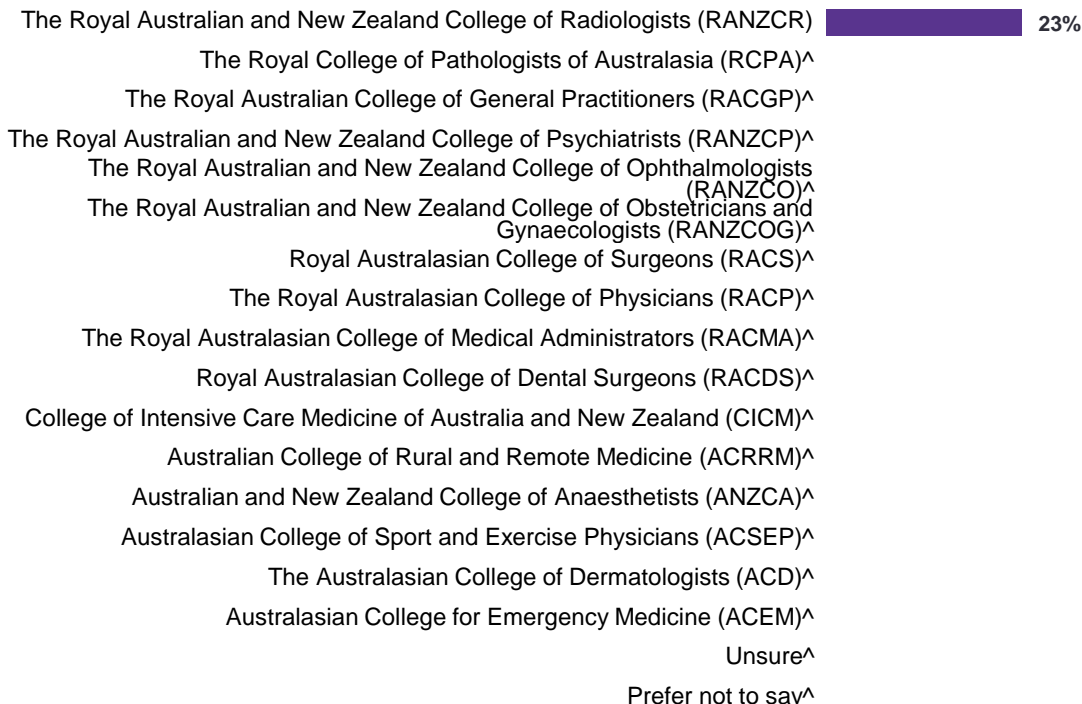 The Royal Australian and New Zealand College of Radiologists (RANZCR) 23%
The Royal College of Pathologists of Australasia (RCPA)^
The Royal Australian College of General Practitioners (RACGP)^
The Royal Australian and New Zealand College of Psychiatrists (RANZCP)^
The Royal Australian and New Zealand College of Ophthalmologists
(RANZCO)^
The Royal Australian and New Zealand College of Obstetricians and
Gynaecologists (RANZCOG)^
Royal Australasian College of Surgeons (RACS)^
The Royal Australasian College of Physicians (RACP)^
The Royal Australasian College of Medical Administrators (RACMA)^
Royal Australasian College of Dental Surgeons (RACDS)^
College of Intensive Care Medicine of Australia and New Zealand (CICM)^
Australian College of Rural and Remote Medicine (ACRRM)^
Australian and New Zealand College of Anaesthetists (ANZCA)^
Australasian College of Sport and Exercise Physicians (ACSEP)^
The Australasian College of Dermatologists (ACD)^
Australasian College for Emergency Medicine (ACEM)^
Unsure^
Prefer not to say^